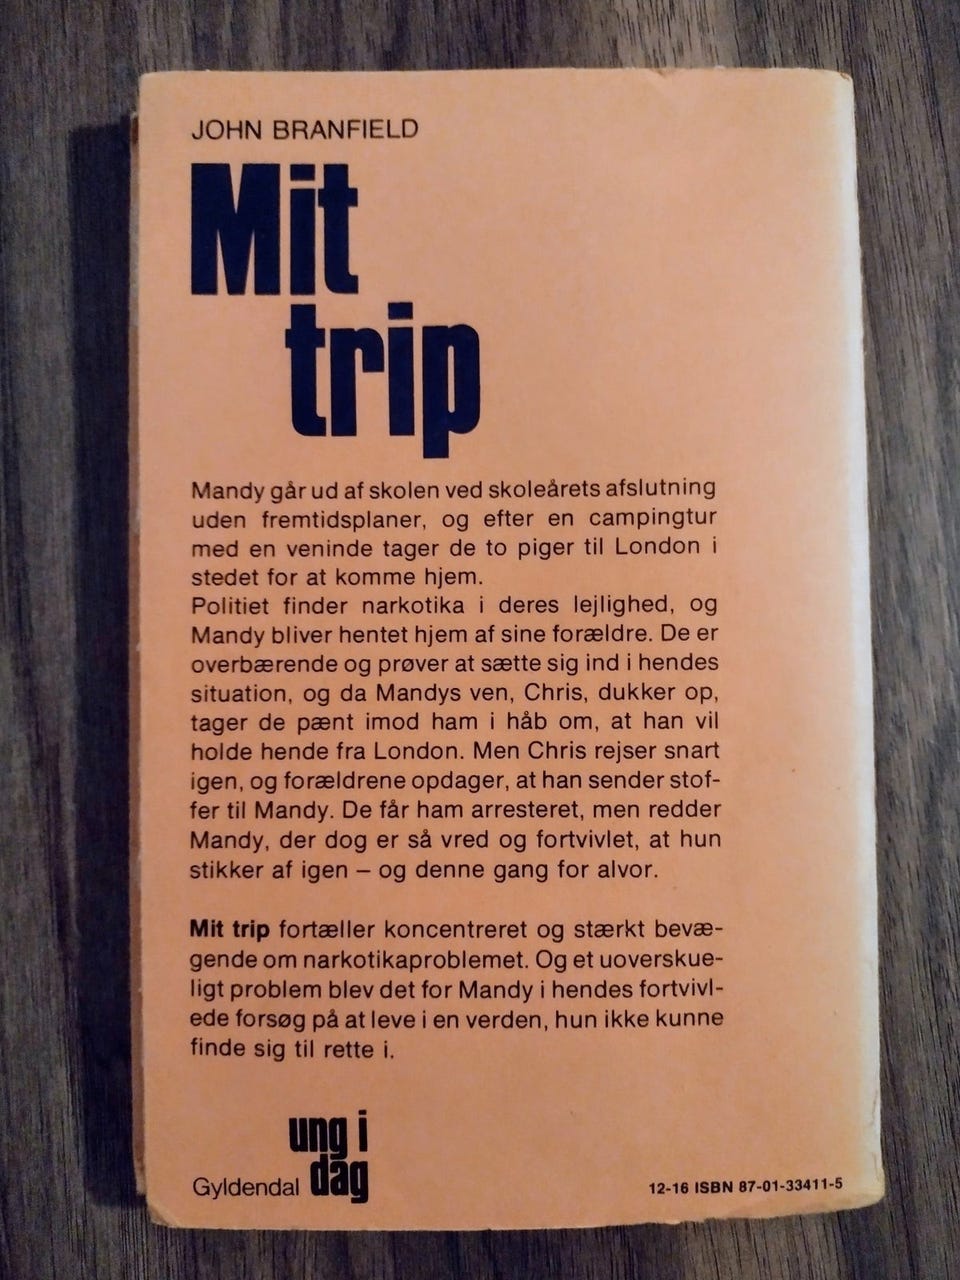 JOHN BRANFIELD
Mit
trip
Mandy går ud af skolen ved skoleårets afslutning
uden fremtidsplaner, og efter en campingtur
med en veninde tager de to piger til London i
stedet for at komme hjem.
Politiet finder narkotika i deres lejlighed, og
Mandy bliver hentet hjem af sine forældre. De er
overbærende og prøver at sætte sig ind i hendes
situation, og da Mandys ven, Chris, dukker op,
tager de pænt imod ham i håb om, at han vil
holde hende fra London. Men Chris rejser snart
igen, og forældrene opdager, at han sender stof-
fer til Mandy. De får ham arresteret, men redder
Mandy, der dog er så vred og fortvivlet, at hun
stikker af igen – og denne gang for alvor.
Mit trip fortæller koncentreret og stærkt bevæ-
gende om narkotikaproblemet. Og et uoverskue-
ligt problem blev det for Mandy i hendes fortvivl-
ede forsøg på at leve i en verden, hun ikke kunne
finde sig til rette i.
ung i
dag
Gyldendal
12-16 ISBN 87-01-33411-5